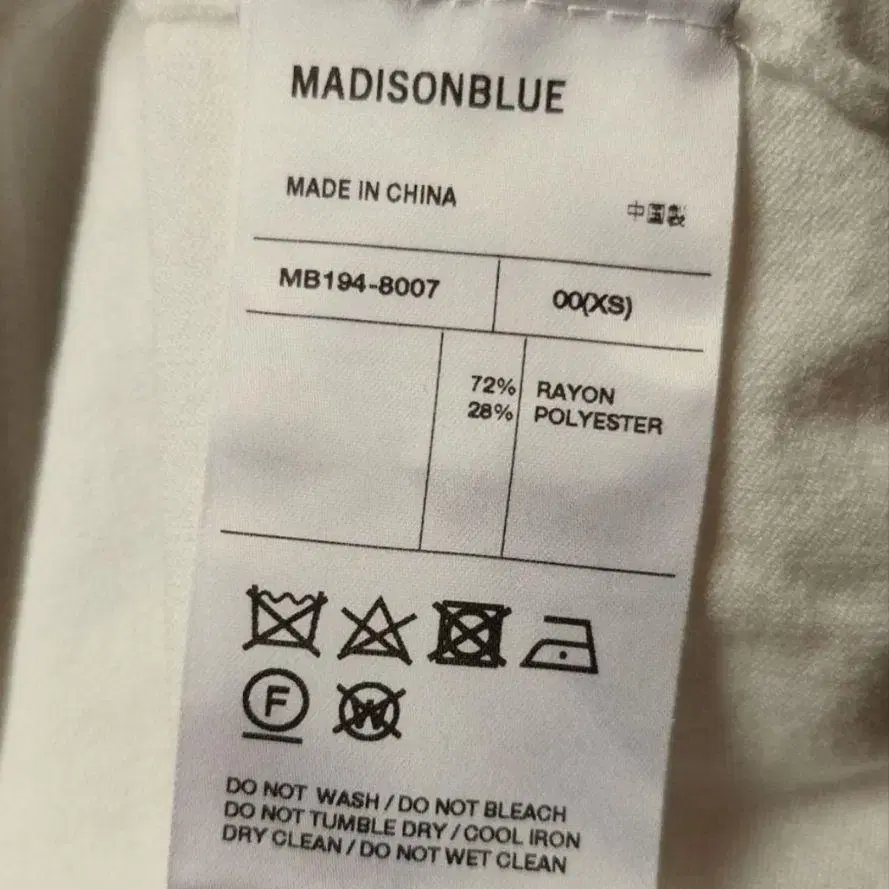 MADISONBLUE
MADE IN CHINA
中国製
MB194-8007
00(XS)
72% RAYON
28% POLYESTER
F
W
DO NOT WASH / DO NOT BLEACH
DO NOT TUMBLE DRY / COOL IRON
DRY CLEAN / DO NOT WET CLEAN